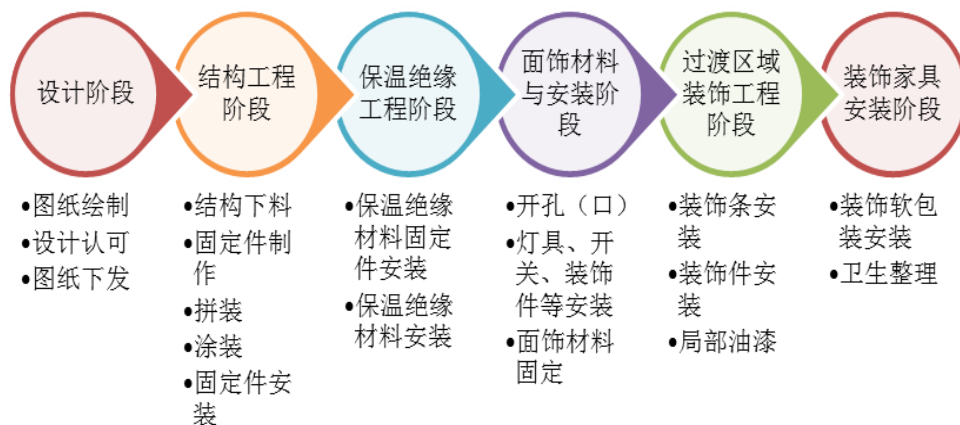 设计阶段
•图纸绘制
•设计认可
•图纸下发
结构工程
阶段
•结构下料
•固定件制
作
•拼装
•涂装
•固定件安
装
保温绝缘
工程阶段
•保温绝缘
材料固定
件安装
•保温绝缘
材料安装
面饰材料
与安装阶
段
•开孔（口）
•灯具、开
关、装饰
件等安装
•面饰材料
固定
过渡区域
装饰工程
阶段
•装饰条安
装
•装饰件安
装
•局部油漆
装饰家具
安装阶段
•装饰软包
装安装
•卫生整理